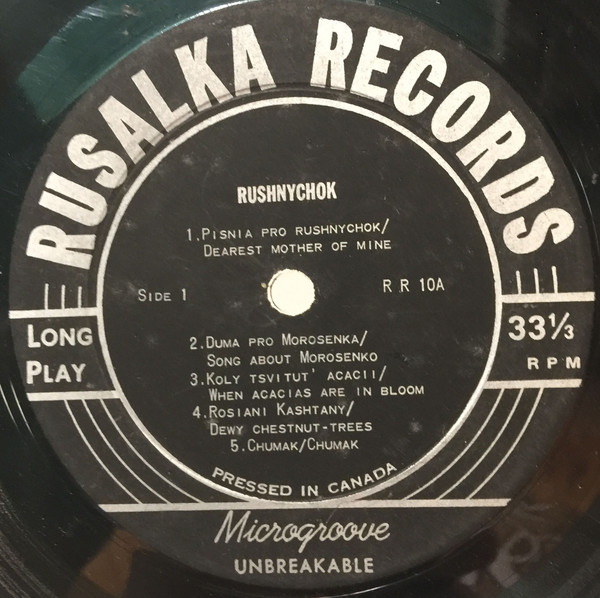 RUSALKA RECORDS
RUSHNYCHOK
1.PISNIA PRO RUSHNYCHOK/
DEAREST MOTHER OF MINE
SIDE 1
R R 10A
LONG
PLAY
33⅓
RPM
2.DUMA PRO MOROSENKA/
SONG ABOUT MOROSENKO
3.KOLY TSVITUT' ACACII/
WHEN ACACIAS ARE IN BLOOM
4.ROSIANI KASHTANY/
DEWY CHESTNUT-TREES
5.CHUMAK/CHUMAK
PRESSED IN CANADA
Microgroove
UNBREAKABLE